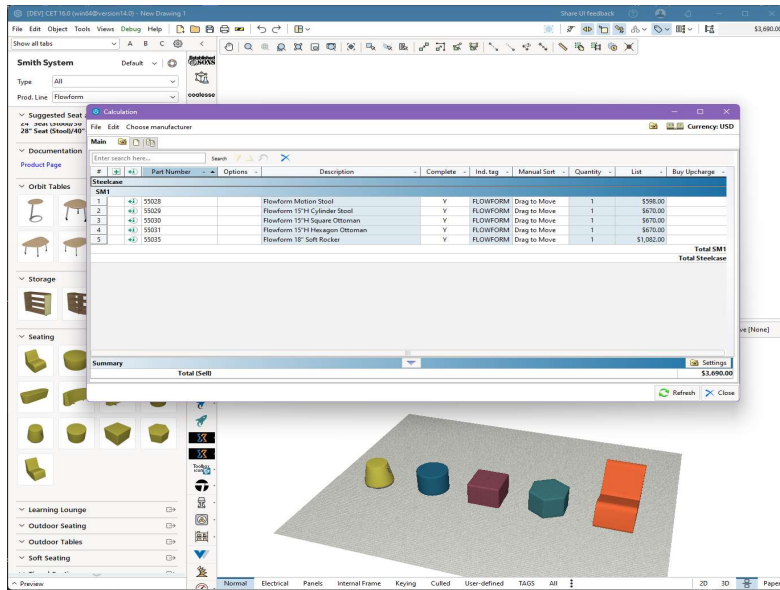 [DEV] CET 16.0 (win64@version14.0) - New Drawing 1
Share UI feedback
File Edit Object Tools Views Debug Help
$3,690.00
Show all tabs
A B C
Smith System
Default
Type
All
Prod. Line
Flowform
coalesse
Suggested Seat
28" Seat (Stool)/40"
Documentation
Product Page
Orbit Tables
Storage
Seating
Learning Lounge
Outdoor Seating
Outdoor Tables
Soft Seating
Preview
Calculation
File Edit Choose manufacturer
Currency: USD
Main
Enter search here...
Search
# Part Number Options Description Complete Ind. tag Manual Sort Quantity List Buy Upcharge
Steelcase
SM1
1 55028 Flowform Motion Stool Y FLOWFORM Drag to Move 1 $598.00
2 55029 Flowform 15"H Cylinder Stool Y FLOWFORM Drag to Move 1 $670.00
3 55030 Flowform 15"H Square Ottoman Y FLOWFORM Drag to Move 1 $670.00
4 55031 Flowform 15"H Hexagon Ottoman Y FLOWFORM Drag to Move 1 $670.00
5 55035 Flowform 18" Soft Rocker Y FLOWFORM Drag to Move 1 $1,082.00
Total SM1
Total Steelcase
Summary
Settings
Total (Sell)
$3,690.00
Refresh
Close
ve [None]
Normal Electrical Panels Internal Frame Keying Culled User-defined TAGS All
2D 3D Paper